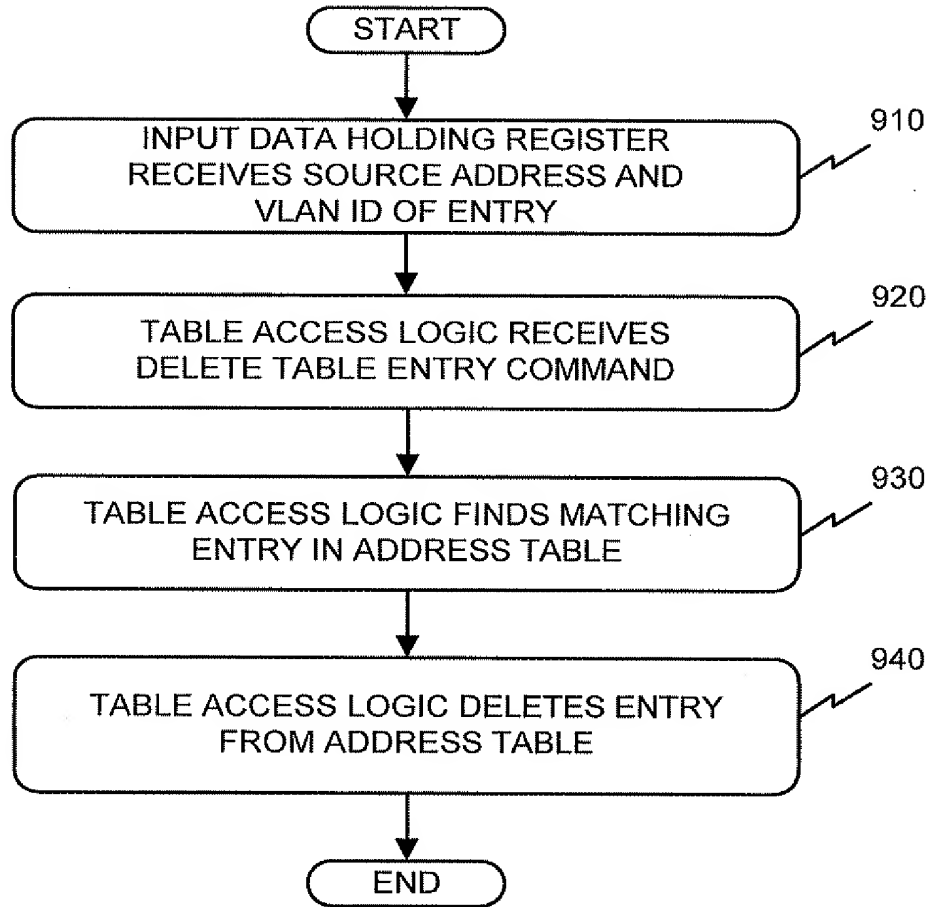 START
INPUT DATA HOLDING REGISTER
RECEIVES SOURCE ADDRESS AND
VLAN ID OF ENTRY
910
TABLE ACCESS LOGIC RECEIVES
DELETE TABLE ENTRY COMMAND
920
TABLE ACCESS LOGIC FINDS MATCHING
ENTRY IN ADDRESS TABLE
930
TABLE ACCESS LOGIC DELETES ENTRY
FROM ADDRESS TABLE
940
END